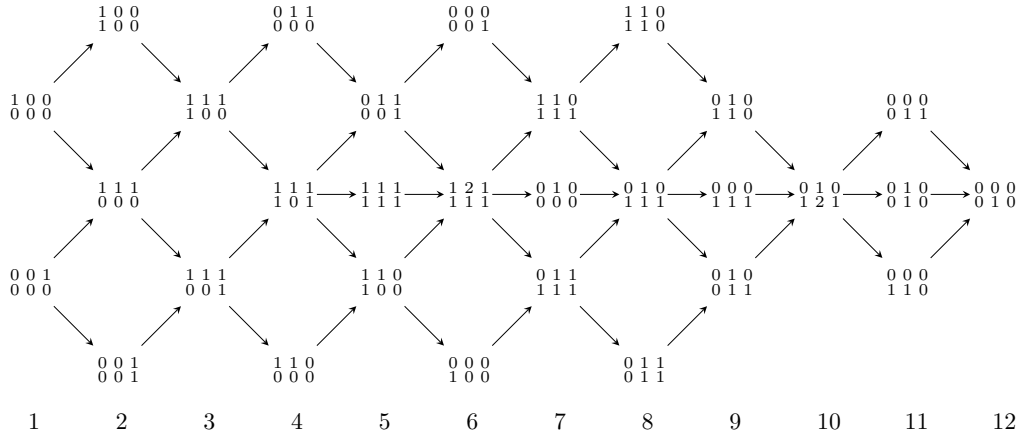 1 0 0 0 1 1 0 0 0 1 1 0
1 0 0 0 0 0 0 0 1 1 1 0
1 0 0 1 1 1 0 1 1 1 1 0 0 1 0 0 0 0
0 0 0 1 0 0 0 0 1 1 1 1 1 1 0 0 1 1
1 1 1 1 1 1 1 1 1 1 2 1 0 1 0 0 1 0 0 0 0 0 1 0 0 1 0 0 0 0
0 0 0 1 0 1 1 1 1 1 1 1 0 0 0 1 1 1 1 1 1 1 2 1 0 1 0 0 1 0
0 0 1 1 1 1 1 1 0 0 1 1 0 1 0 0 0 0
0 0 0 0 0 1 1 0 0 1 1 1 0 1 1 1 1 0
0 0 1 1 1 0 0 0 0 0 1 1
0 0 1 0 0 0 1 0 0 0 1 1
1 2 3 4 5 6 7 8 9 10 11 12